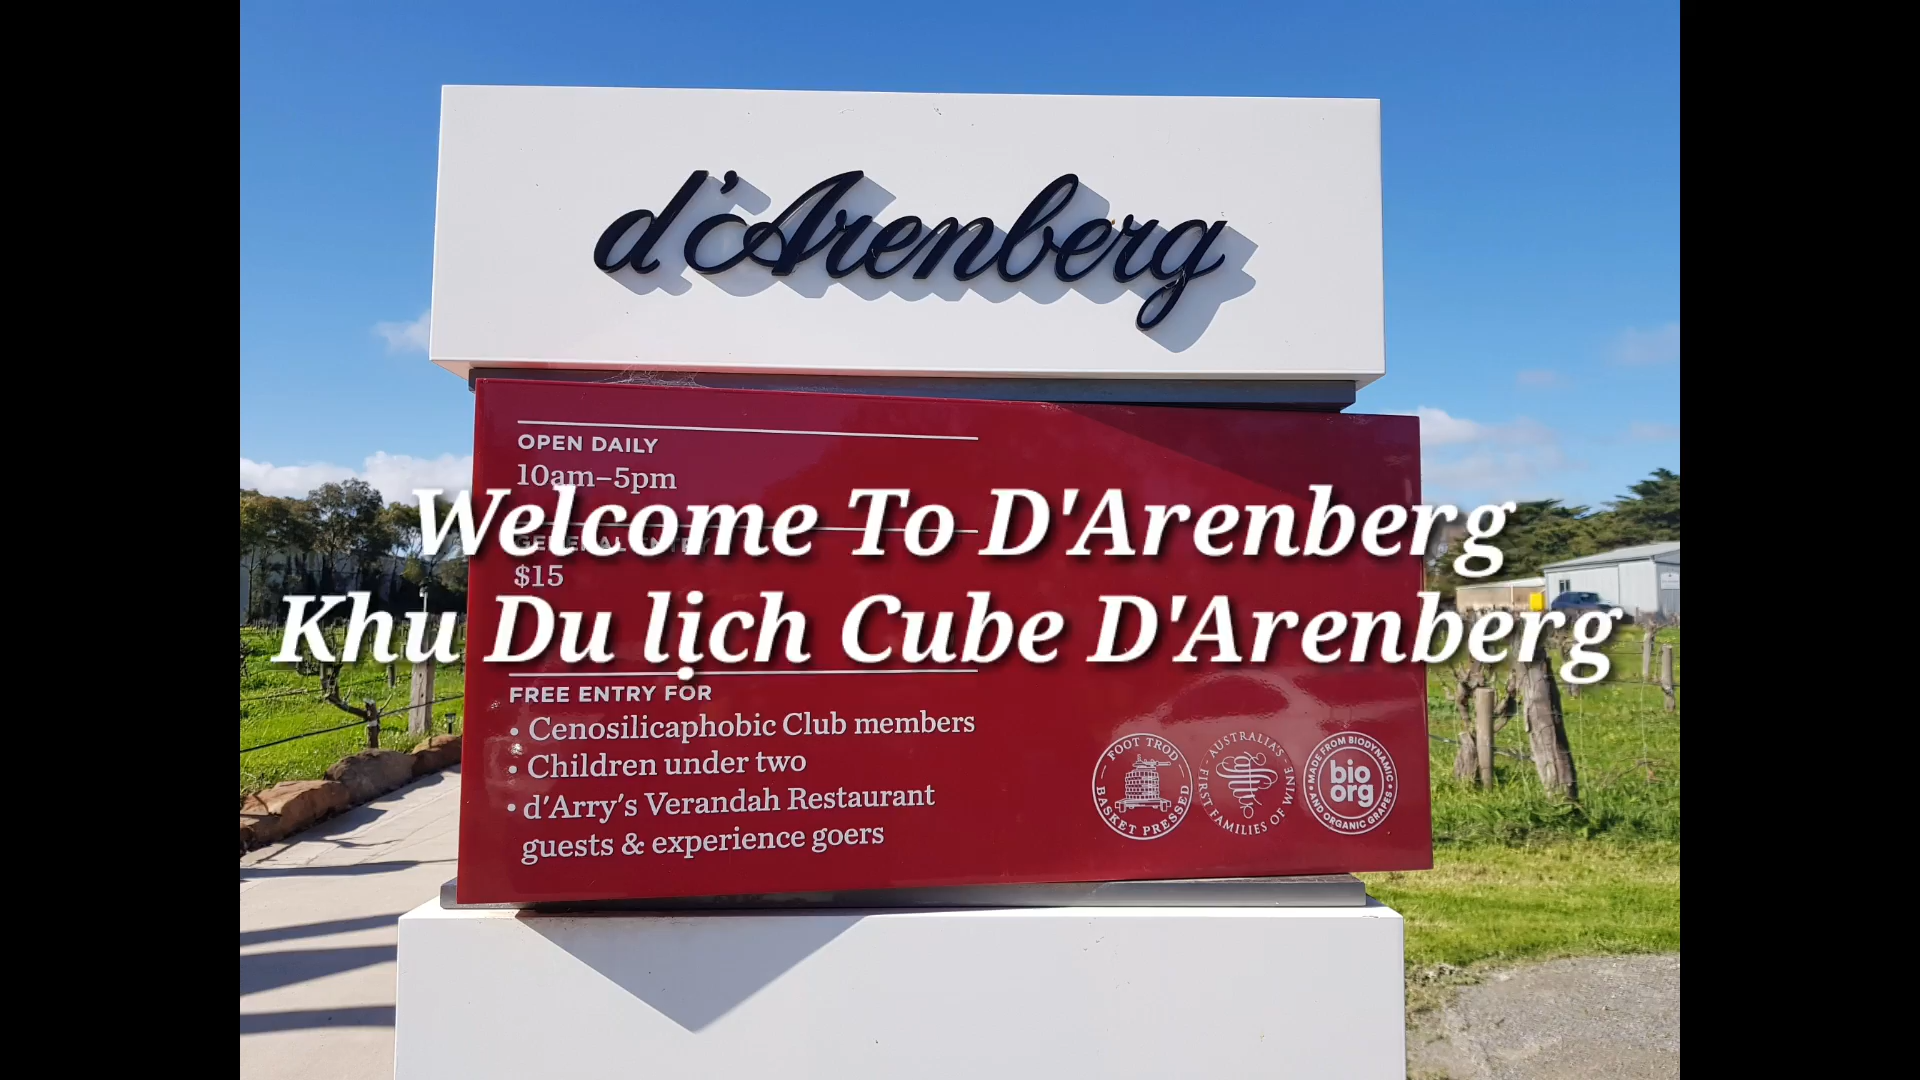 d'Arenberg
OPEN DAILY
10am–5pm
Welcome To D'Arenberg
GENERAL ENTRY
$15
Khu Du lịch Cube D'Arenberg
FREE ENTRY FOR
• Cenosilicaphobic Club members
• Children under two
• d'Arry's Verandah Restaurant
guests & experience goers
FOOT TROD
BASKET PRESSED
AUSTRALIA'S
FIRST FAMILIES OF WINE
MADE FROM BIODYNAMIC
bio
org
AND ORGANIC GRAPES